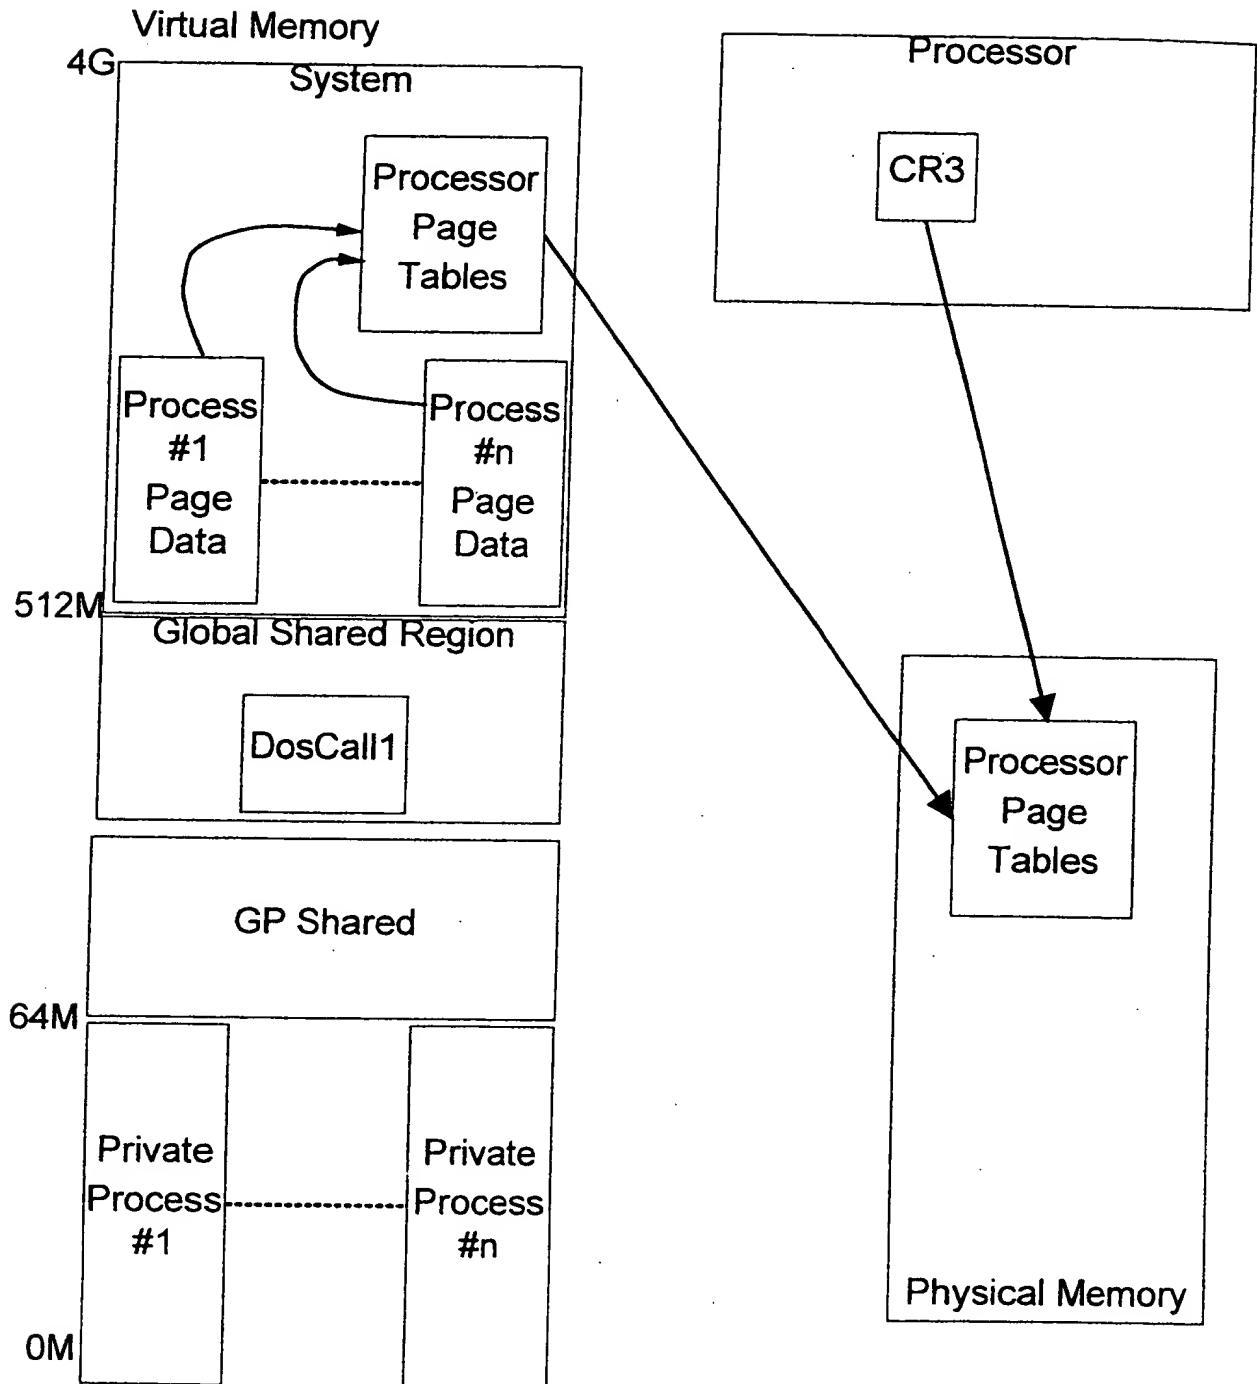 Virtual Memory
4G
System
Processor
Page
Tables
Process
#1
Page
Data
Process
#n
Page
Data
512M
Global Shared Region
DosCall1
GP Shared
64M
Private
Process
#1
Private
Process
#n
0M
Processor
CR3
Processor
Page
Tables
Physical Memory